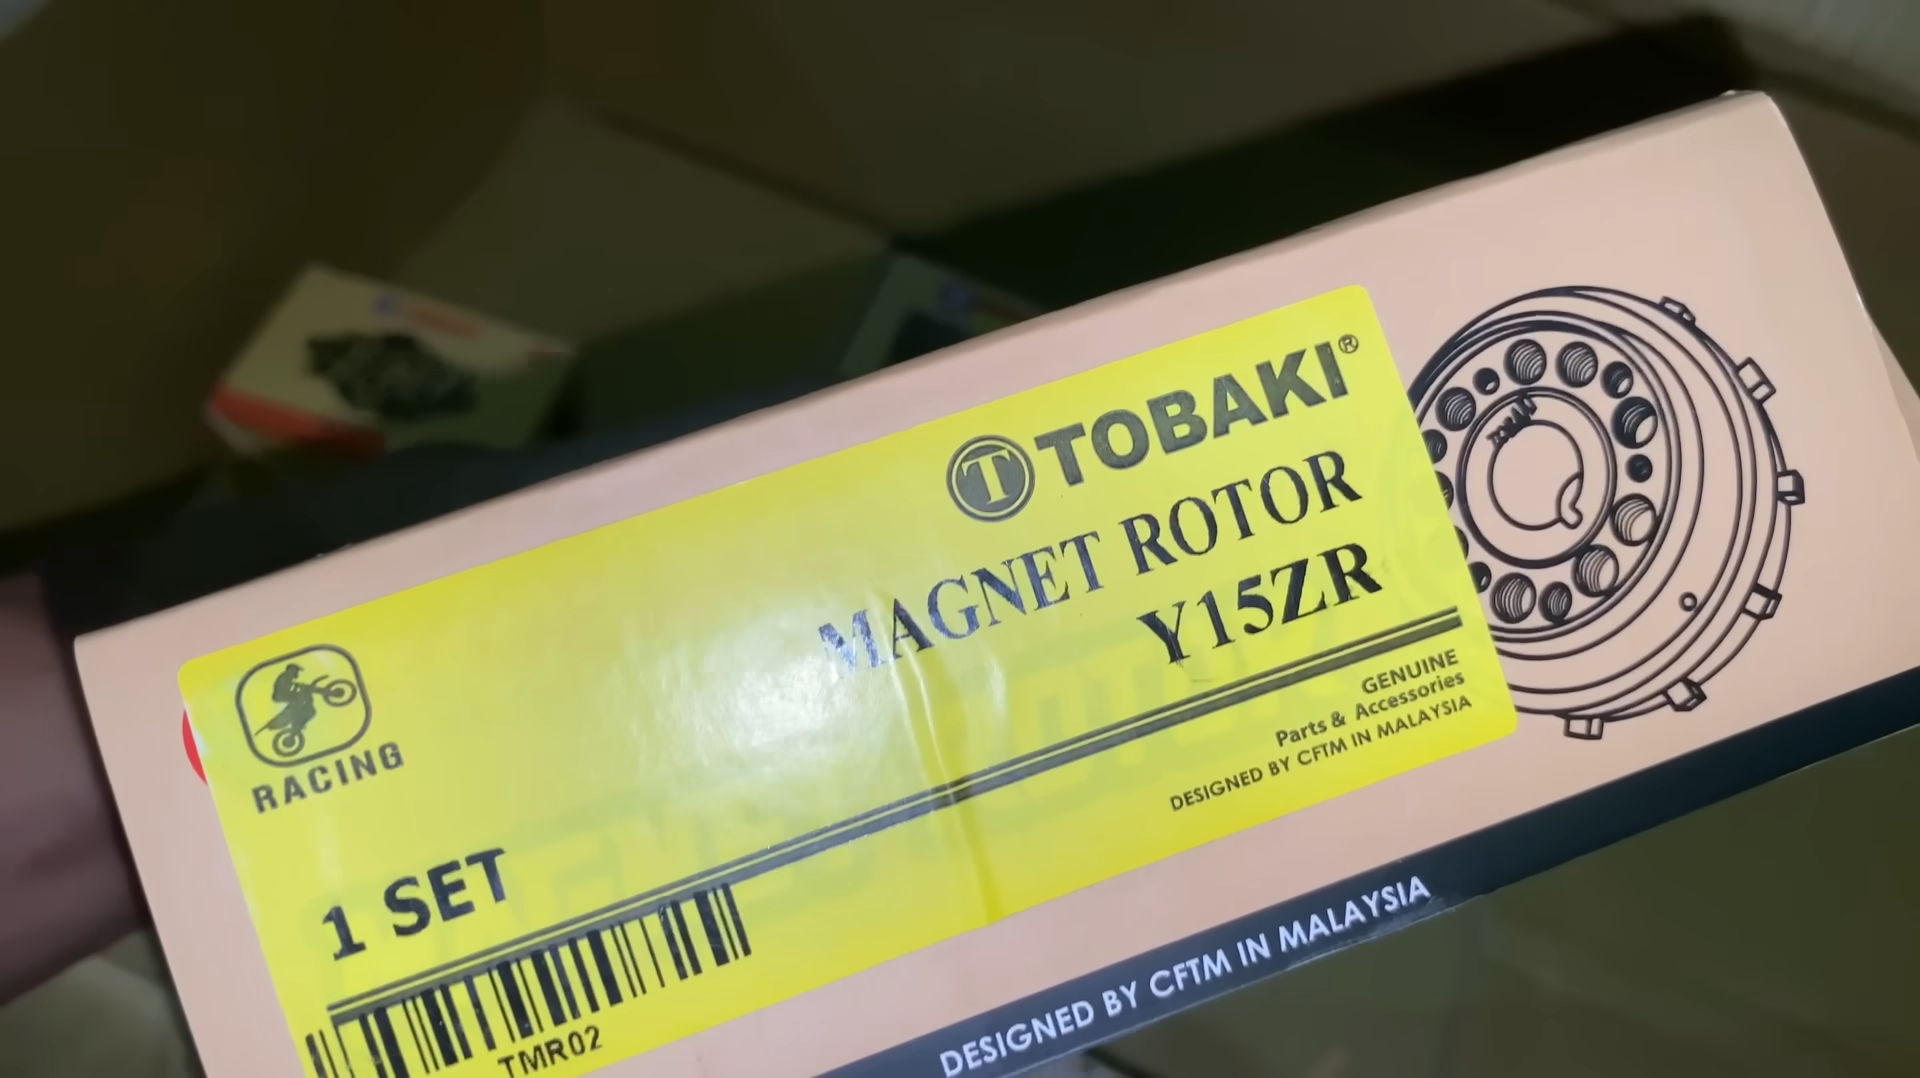 TOBAKI®
MAGNET ROTOR
Y15ZR
RACING
GENUINE
Parts & Accessories
DESIGNED BY CFTM IN MALAYSIA
1 SET
TMR02
DESIGNED BY CFTM IN MALAYSIA
TOBAKI